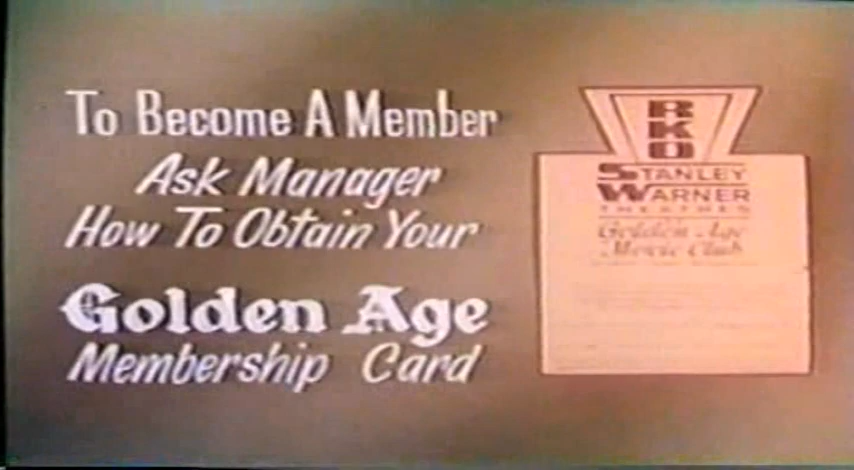 To Become A Member
Ask Manager
How To Obtain Your
Golden Age
Membership Card
RKO
STANLEY
WARNER
THEATRES
Golden Age
Movie Club